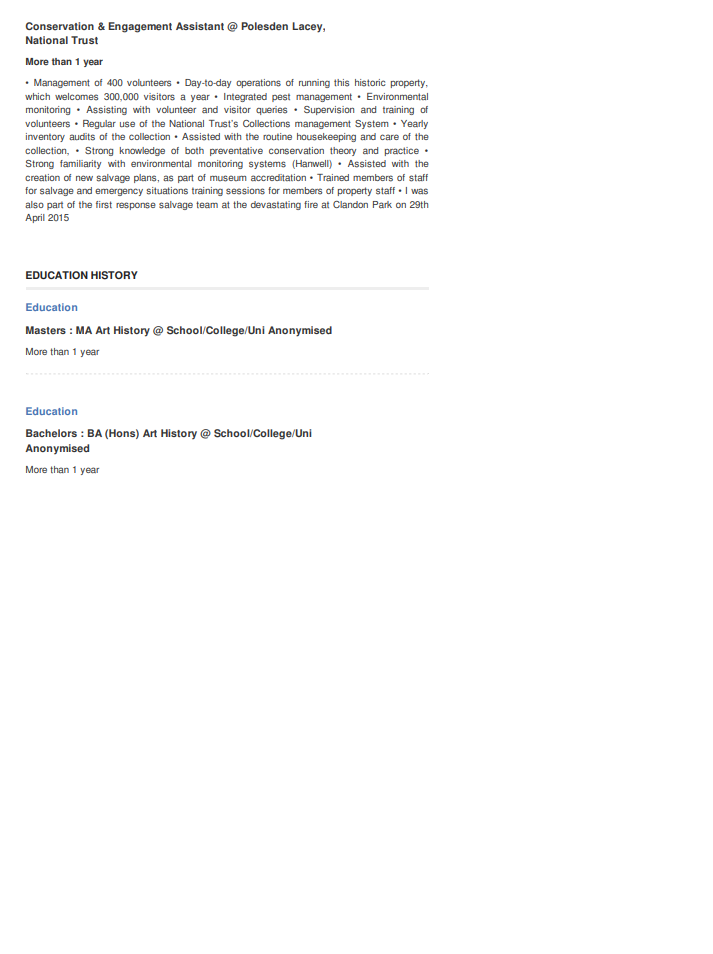 Conservation & Engagement Assistant @ Polesden Lacey,
National Trust
More than 1 year
• Management of 400 volunteers • Day-to-day operations of running this historic property,
which welcomes 300,000 visitors a year • Integrated pest management • Environmental
monitoring • Assisting with volunteer and visitor queries • Supervision and training of
volunteers • Regular use of the National Trust's Collections management System • Yearly
inventory audits of the collection • Assisted with the routine housekeeping and care of the
collection, • Strong knowledge of both preventative conservation theory and practice •
Strong familiarity with environmental monitoring systems (Hanwell) • Assisted with the
creation of new salvage plans, as part of museum accreditation • Trained members of staff
for salvage and emergency situations training sessions for members of property staff • I was
also part of the first response salvage team at the devastating fire at Clandon Park on 29th
April 2015
EDUCATION HISTORY
Education
Masters : MA Art History @ School/College/Uni Anonymised
More than 1 year
Education
Bachelors : BA (Hons) Art History @ School/College/Uni
Anonymised
More than 1 year